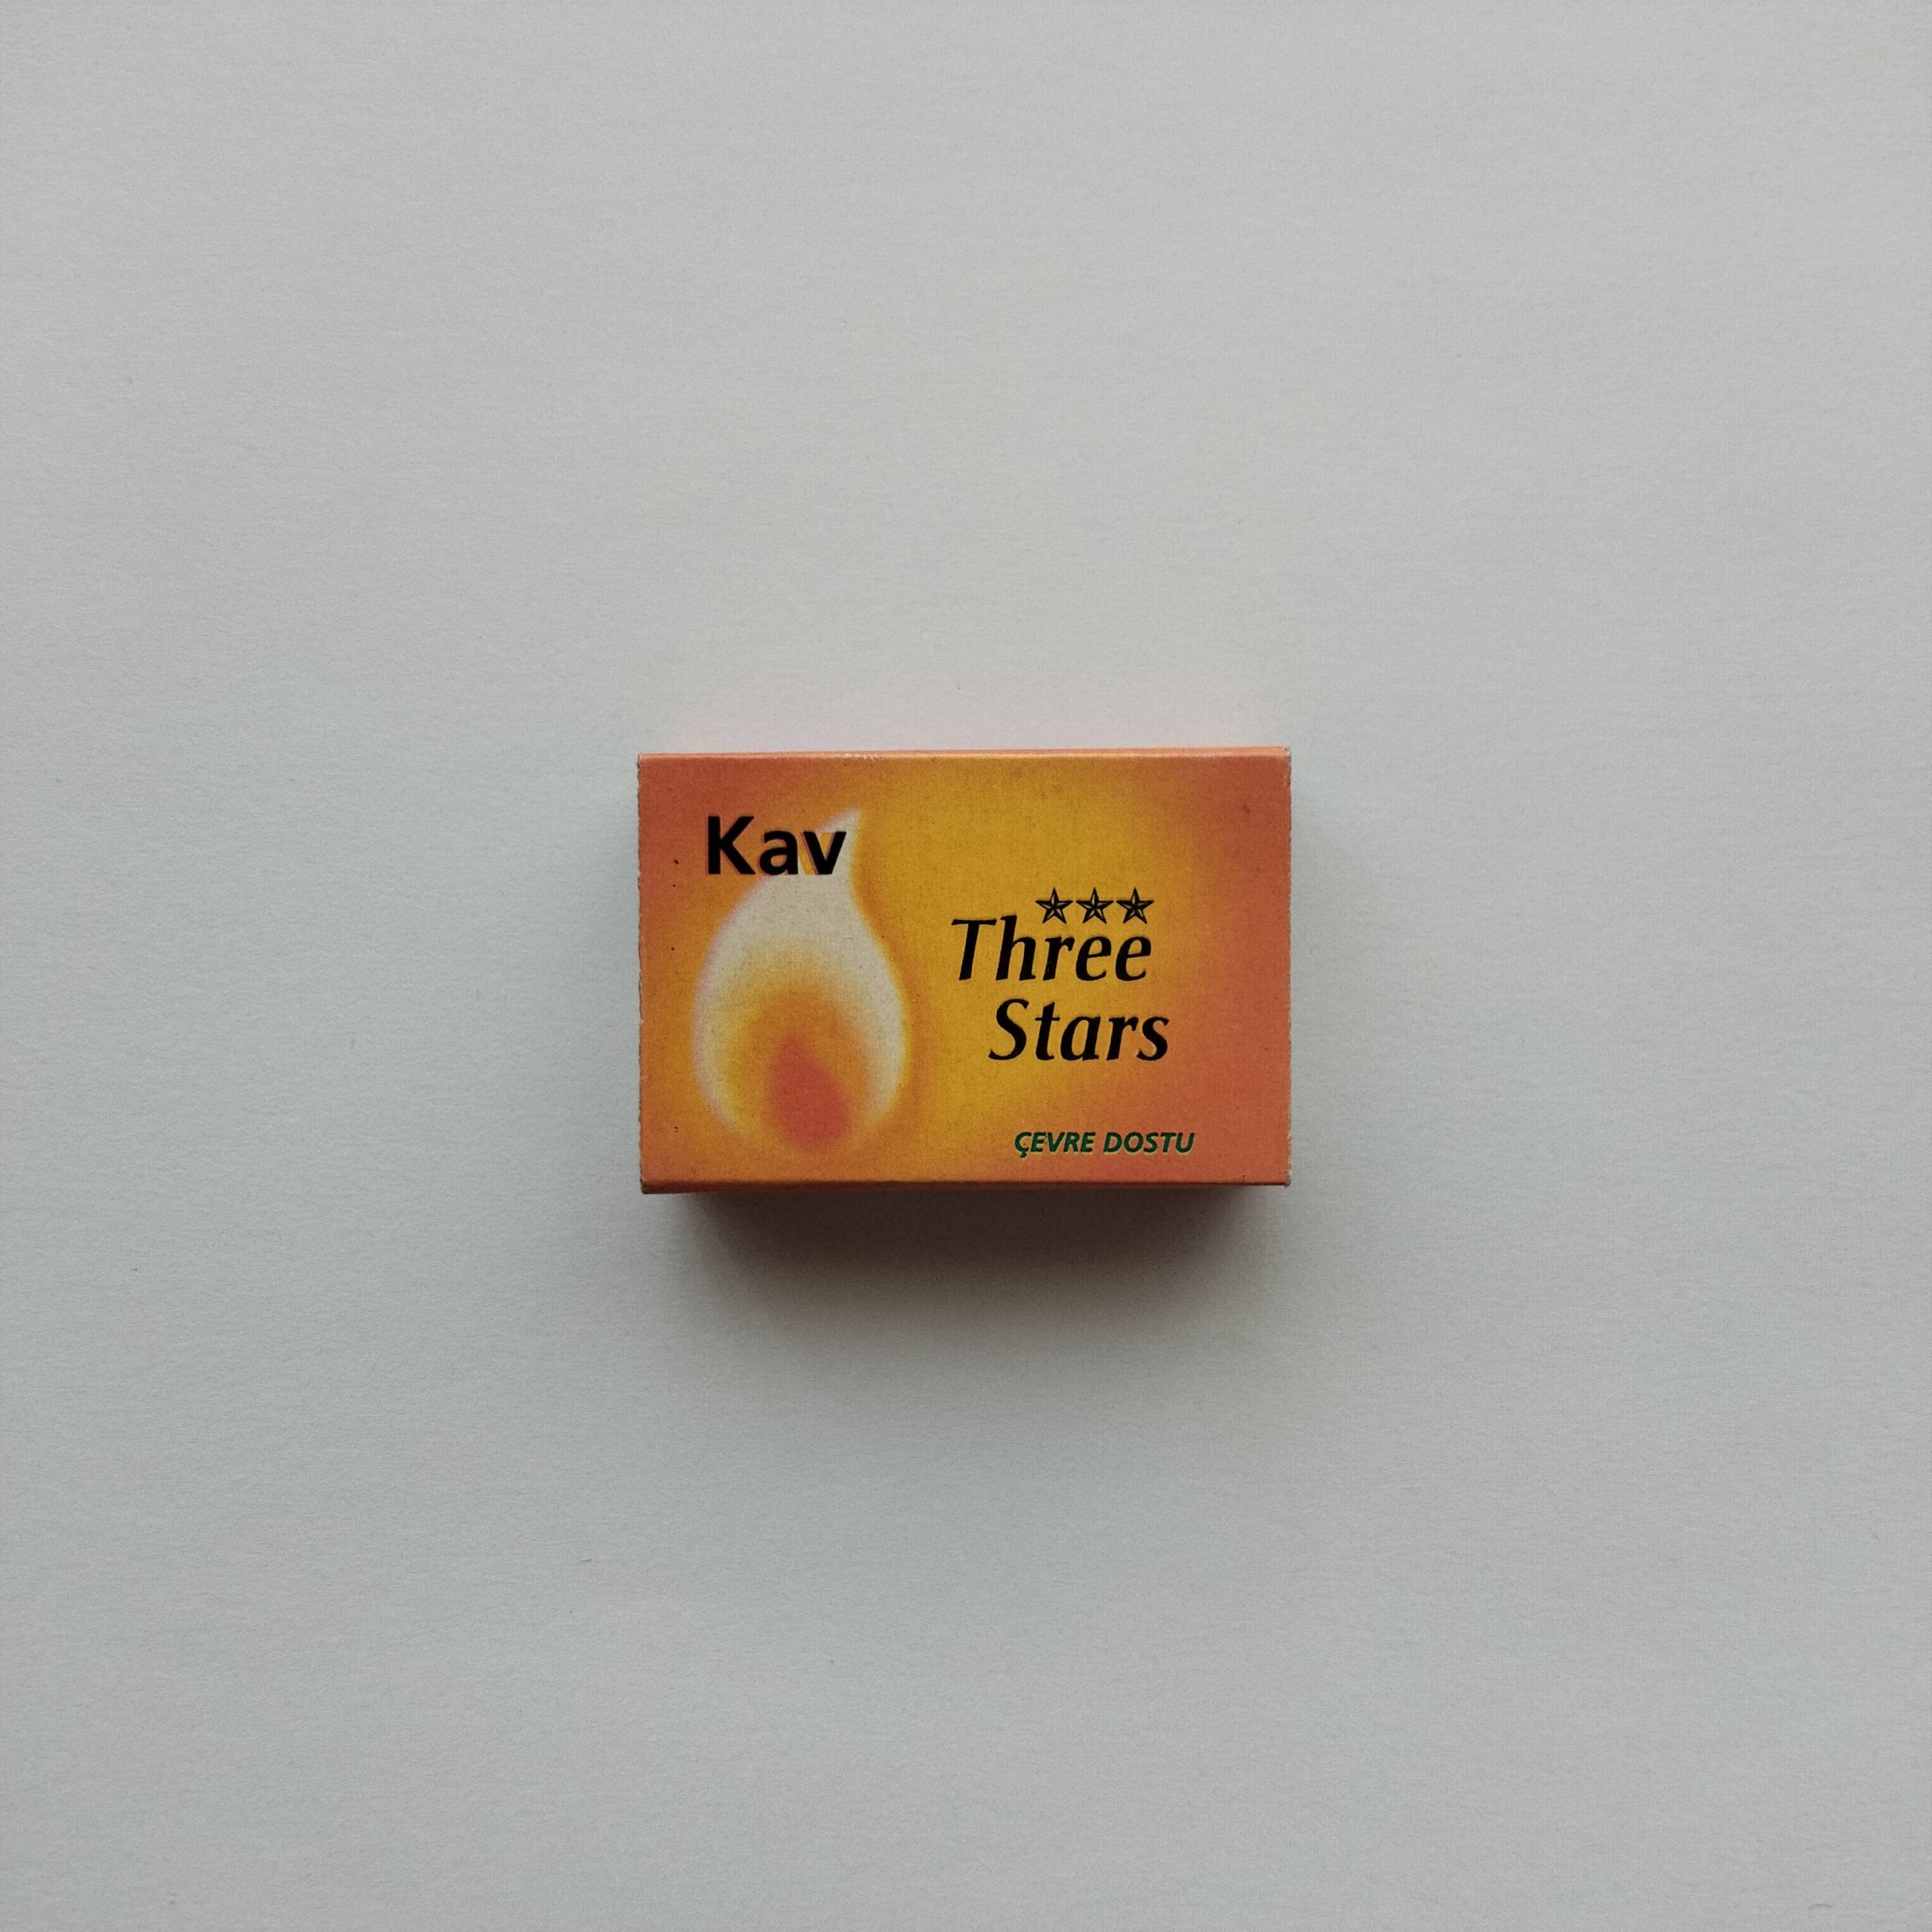 Kav
Three
Stars
ÇEVRE DOSTU